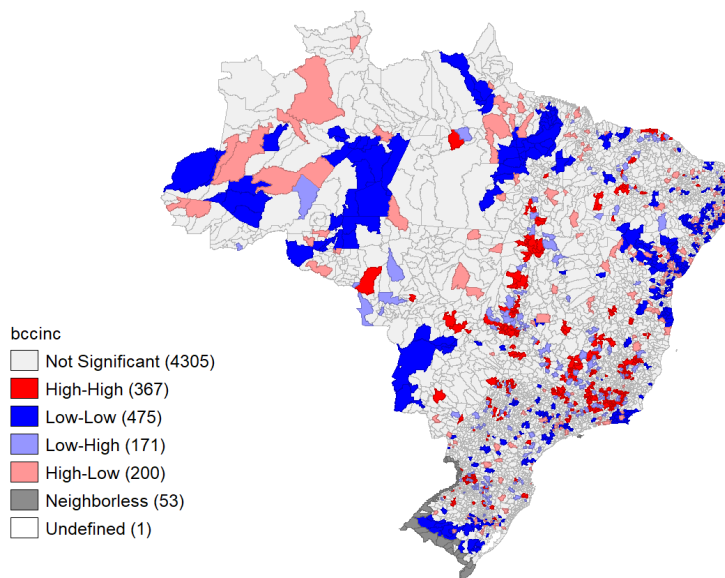 bccinc
Not Significant (4305)
High-High (367)
Low-Low (475)
Low-High (171)
High-Low (200)
Neighborless (53)
Undefined (1)